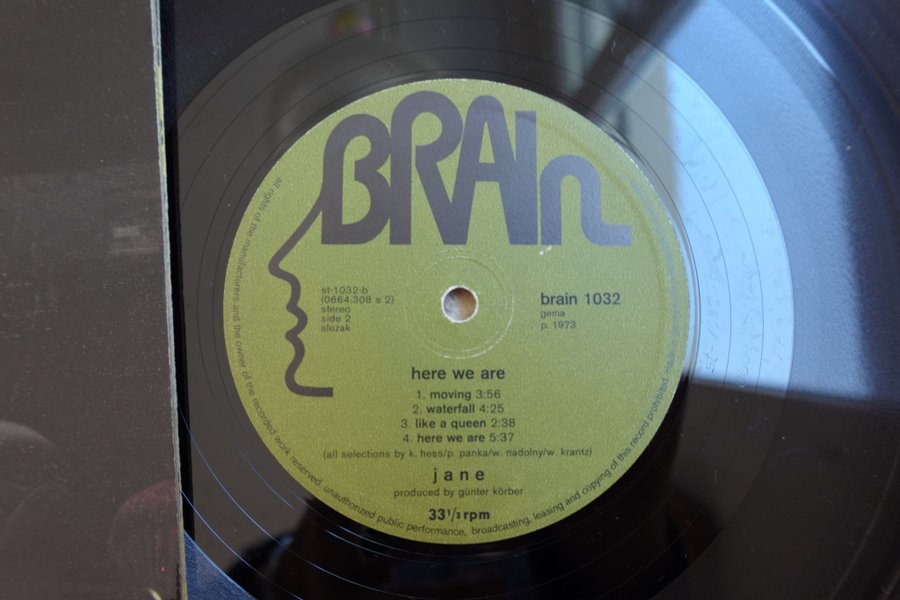 BRAIn
st-1032-b
(0664.308 s 2)
stereo
side 2
slezak
brain 1032
gema
p. 1973
here we are
1. moving 3:56
2. waterfall 4:25
3. like a queen 2:38
4. here we are 5:37
(all selections by k. hess/p. panka/w. nadolny/w. krantz)
jane
produced by günter körber
33 1/3 rpm
all rights of the manufacturers and the owner of the recorded work reserved. unauthorized public performance, broadcasting, leasing and copying of this record prohibited.